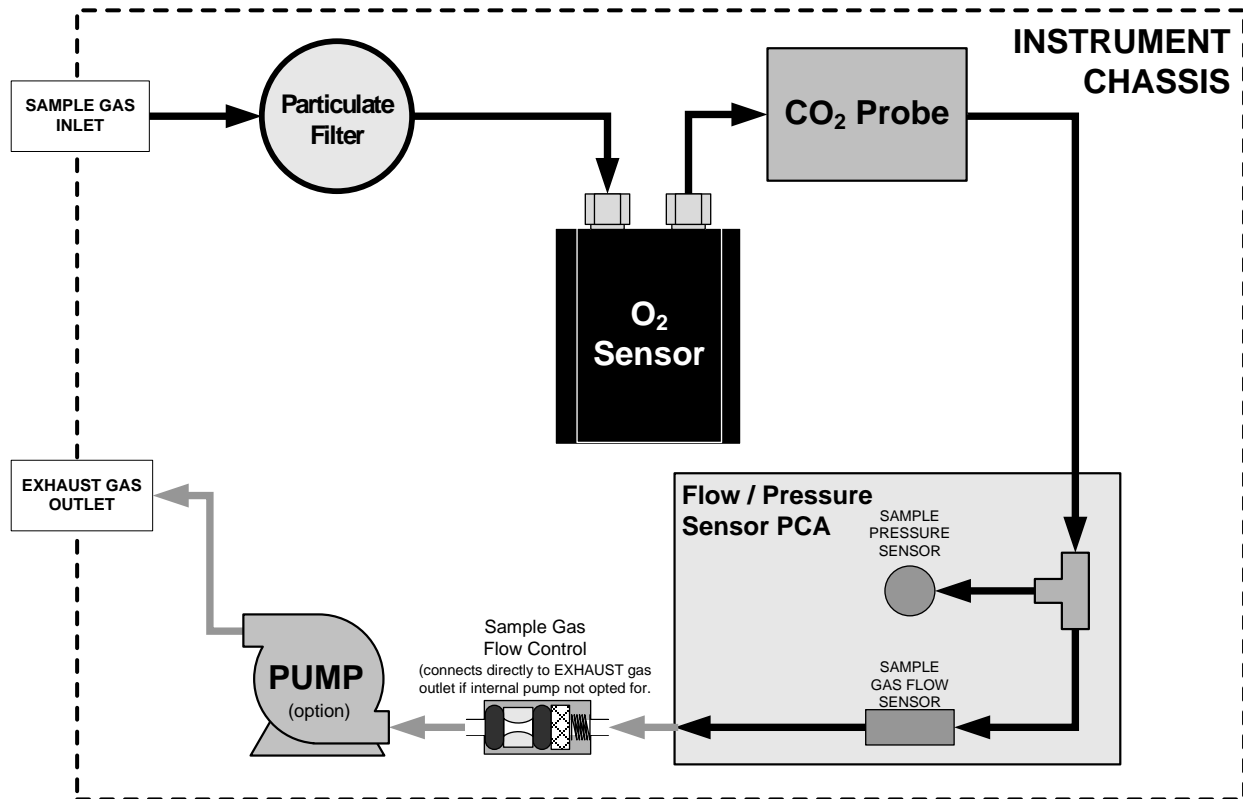 INSTRUMENT
CHASSIS
SAMPLE GAS
INLET
Particulate
Filter
CO₂ Probe
O₂
Sensor
EXHAUST GAS
OUTLET
Flow / Pressure
Sensor PCA
SAMPLE
PRESSURE
SENSOR
Sample Gas
Flow Control
(connects directly to EXHAUST gas
outlet if internal pump not opted for.
PUMP
(option)
SAMPLE
GAS FLOW
SENSOR